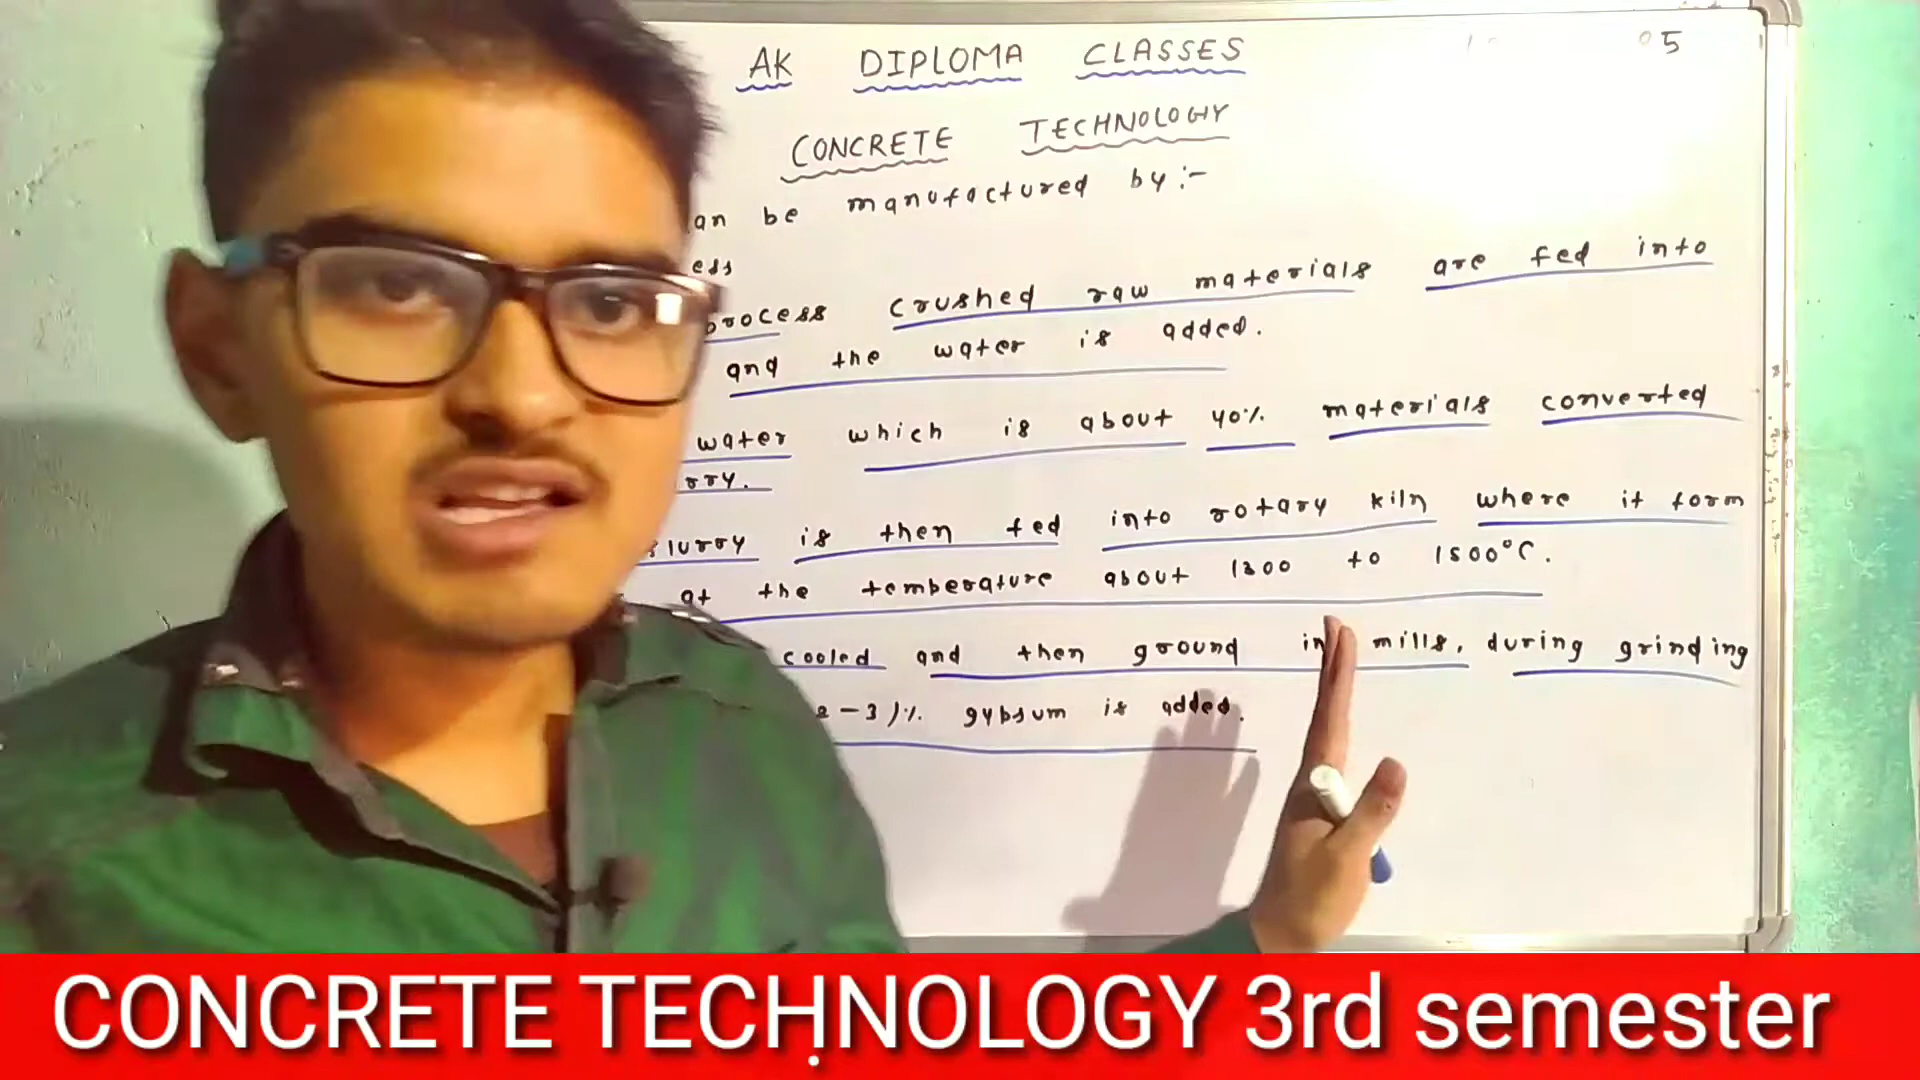 AK DIPLOMA CLASSES
05
CONCRETE TECHNOLOGY
an be manufactured by:-
ess
process crushed raw materials are fed into
and the water is added.
water which is about 40% materials converted
rry.
slurry is then fed into rotary kiln where it form
at the temperature about 1300 to 1500°C.
cooled and then ground in mills, during grinding
2-3)% gypsum is added.
CONCRETE TECHNOLOGY 3rd semester